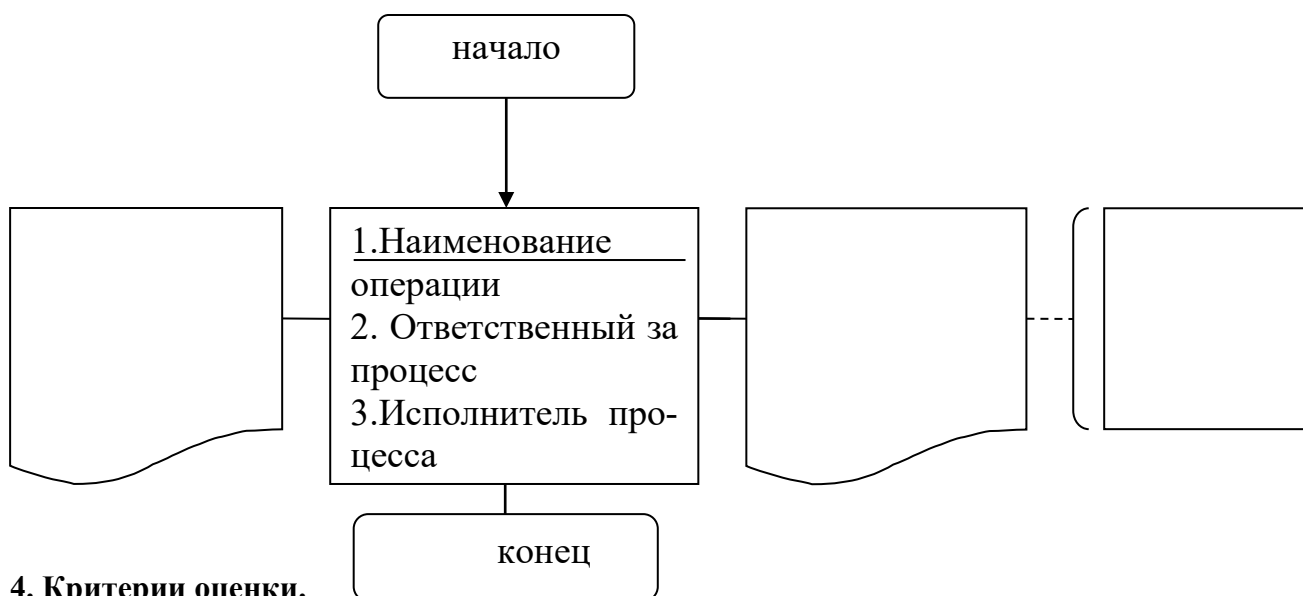 начало
1.Наименование
операции
2. Ответственный за
процесс
3.Исполнитель про-
цесса
конец
4. Критерии оценки.